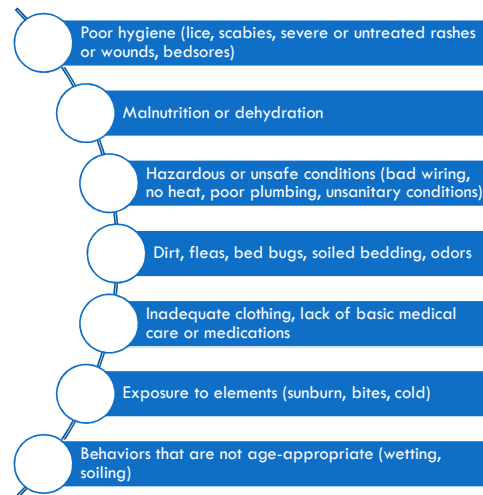 Poor hygiene (lice, scabies, severe or untreated rashes
or wounds, bedsores)
Malnutrition or dehydration
Hazardous or unsafe conditions (bad wiring,
no heat, poor plumbing, unsanitary conditions)
Dirt, fleas, bed bugs, soiled bedding, odors
Inadequate clothing, lack of basic medical
care or medications
Exposure to elements (sunburn, bites, cold)
Behaviors that are not age-appropriate (wetting,
soiling)